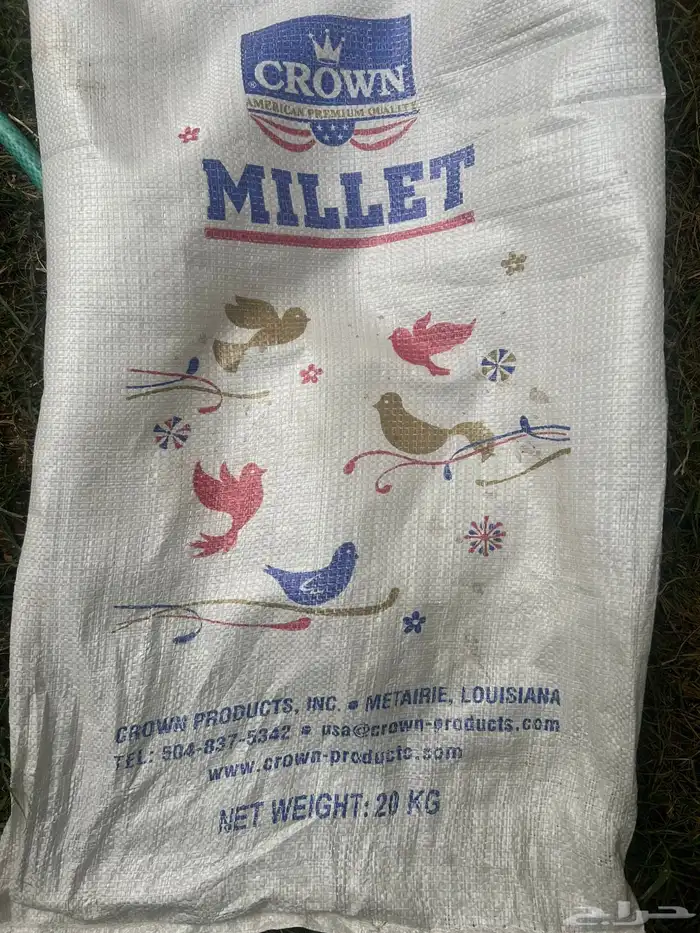 CROWN
AMERICAN PREMIUM QUALITY
MILLET
CROWN PRODUCTS, INC. • METAIRIE, LOUISIANA
TEL: 504-837-5342 • usa@crown-products.com
www.crown-products.com
NET WEIGHT: 20 KG
حراج